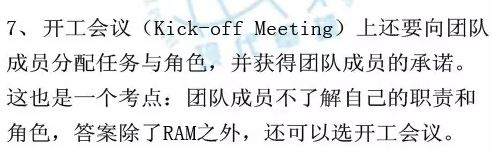 7、开工会议（Kick-off Meeting）上还要向团队
成员分配任务与角色，并获得团队成员的承诺。
这也是一个考点：团队成员不了解自己的职责和
角色，答案除了RAM之外，还可以选开工会议。